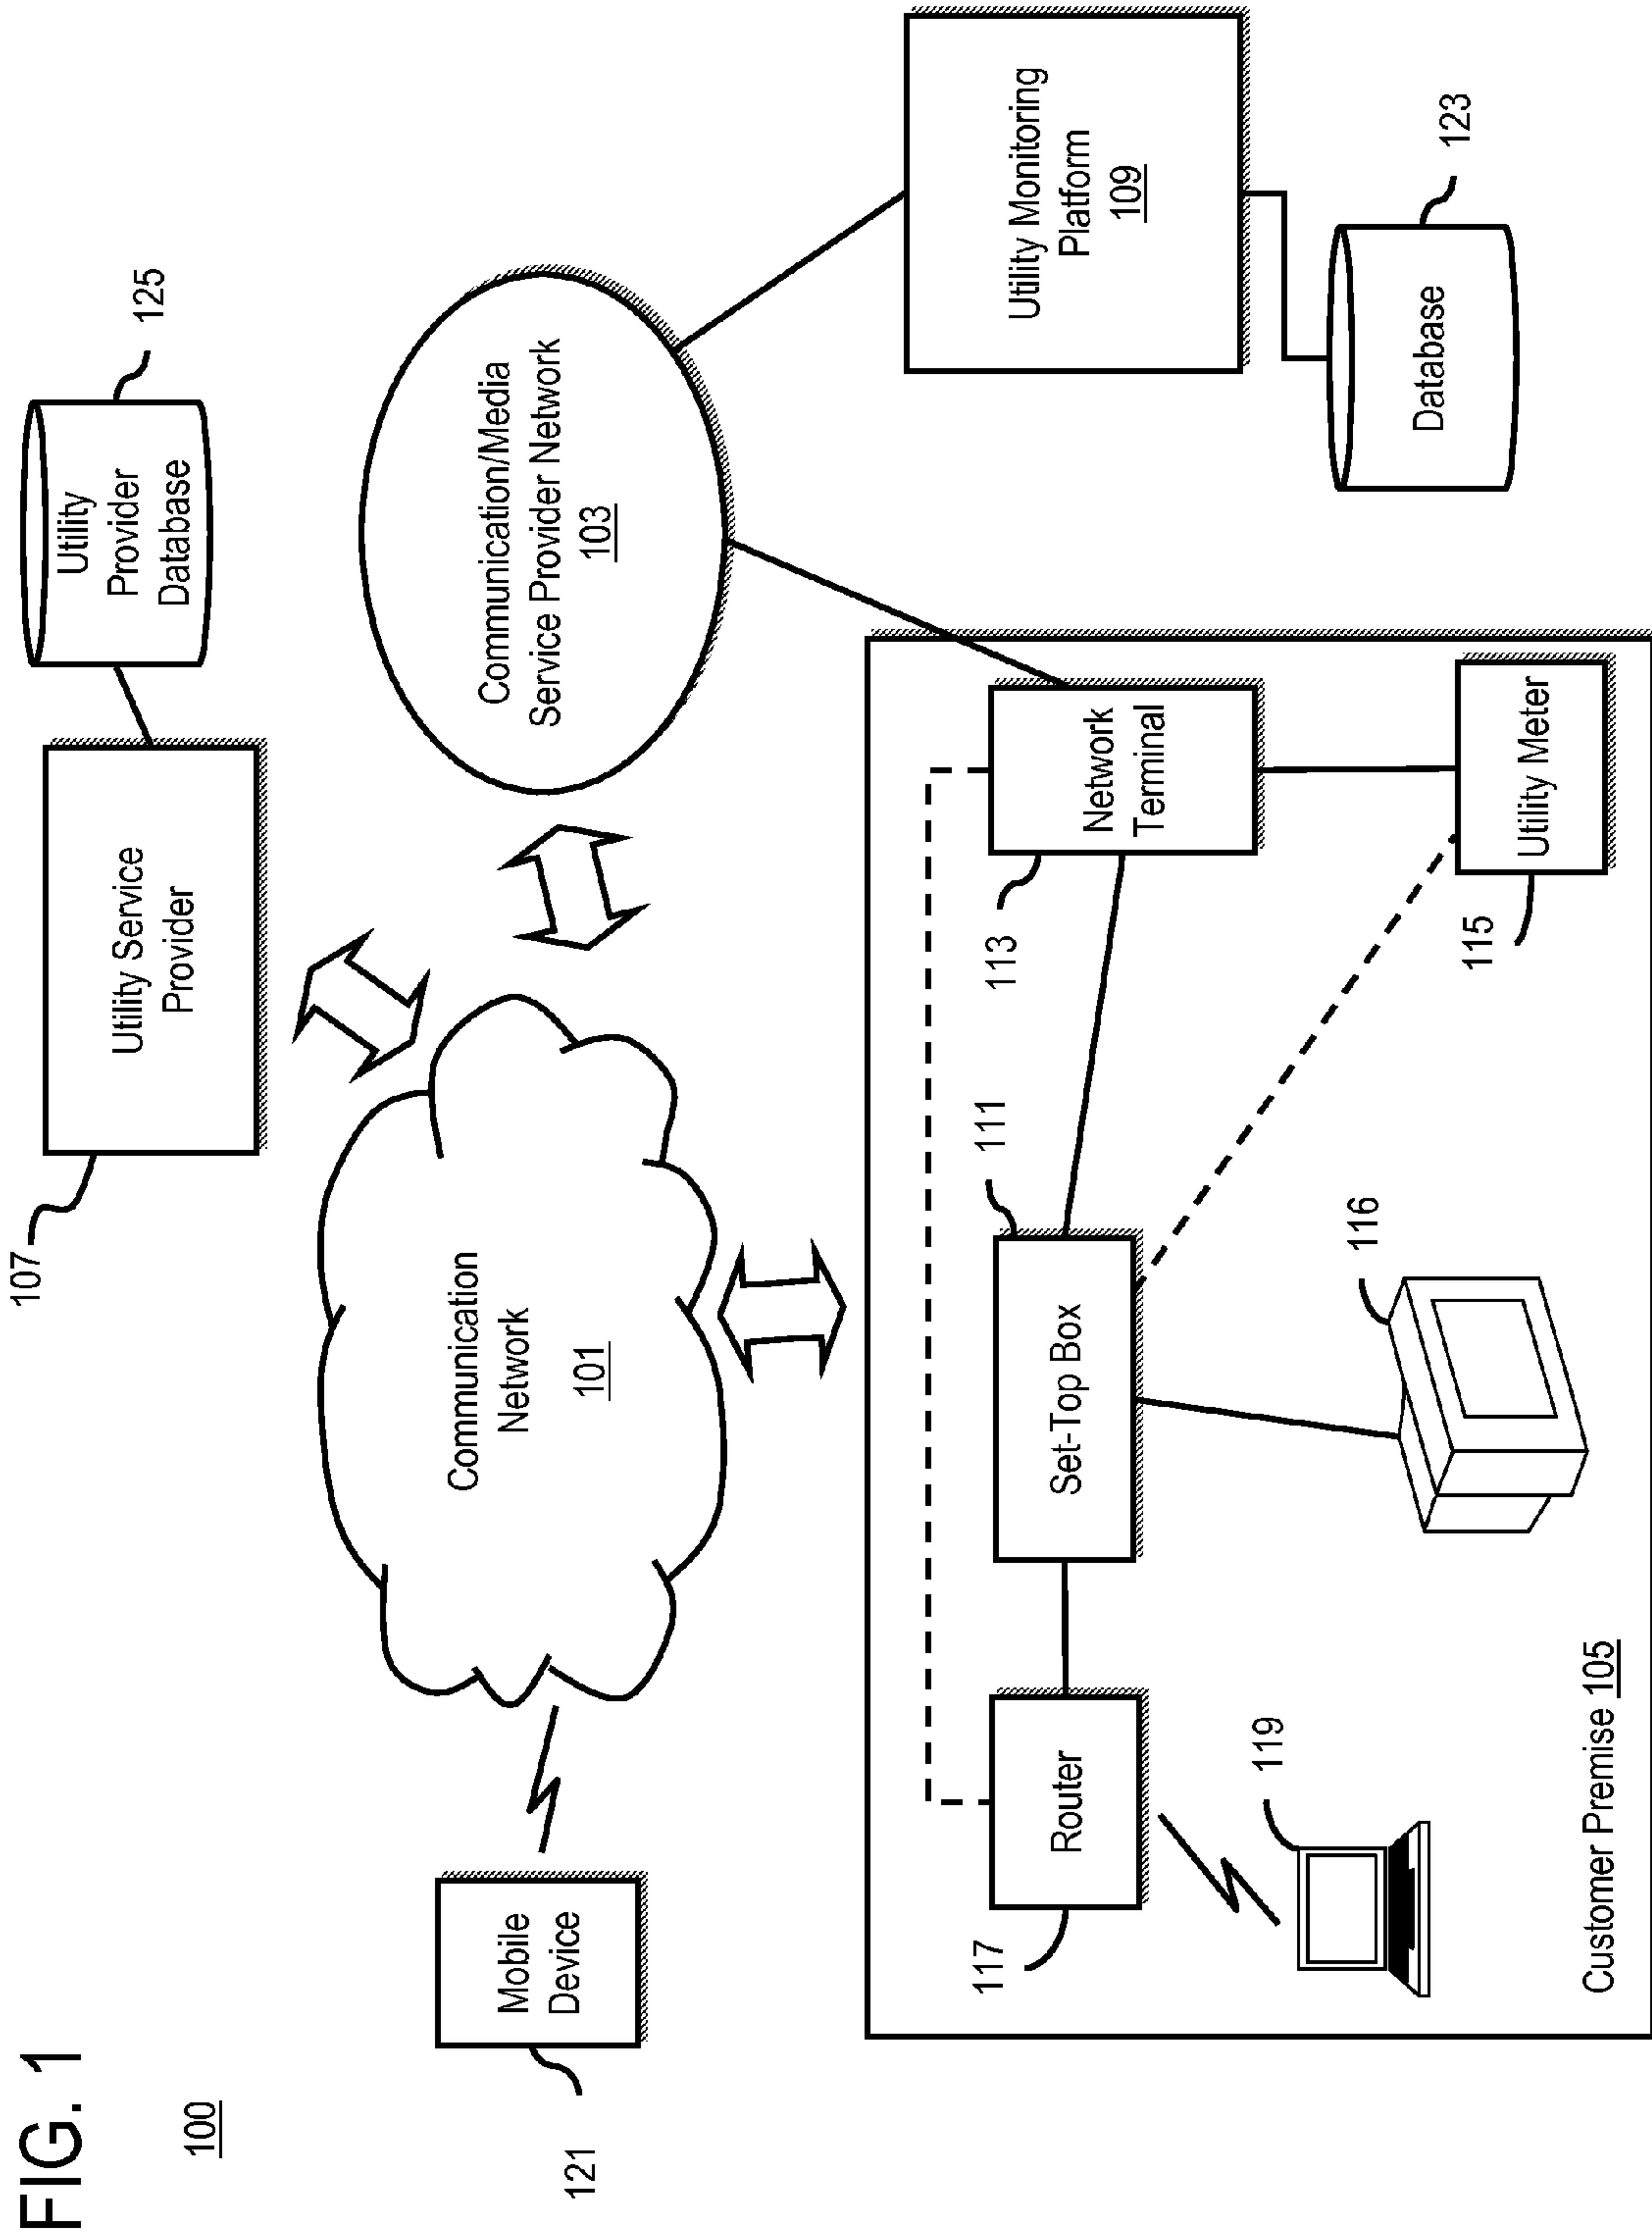 FIG. 1
100
107
Utility Service
Provider
Utility
Provider
Database
125
Mobile
Device
121
Communication
Network
101
Communication/Media
Service Provider Network
103
Utility Monitoring
Platform
109
Database
123
117
Router
111
Set-Top Box
113
Network
Terminal
119
116
115
Utility Meter
Customer Premise 105